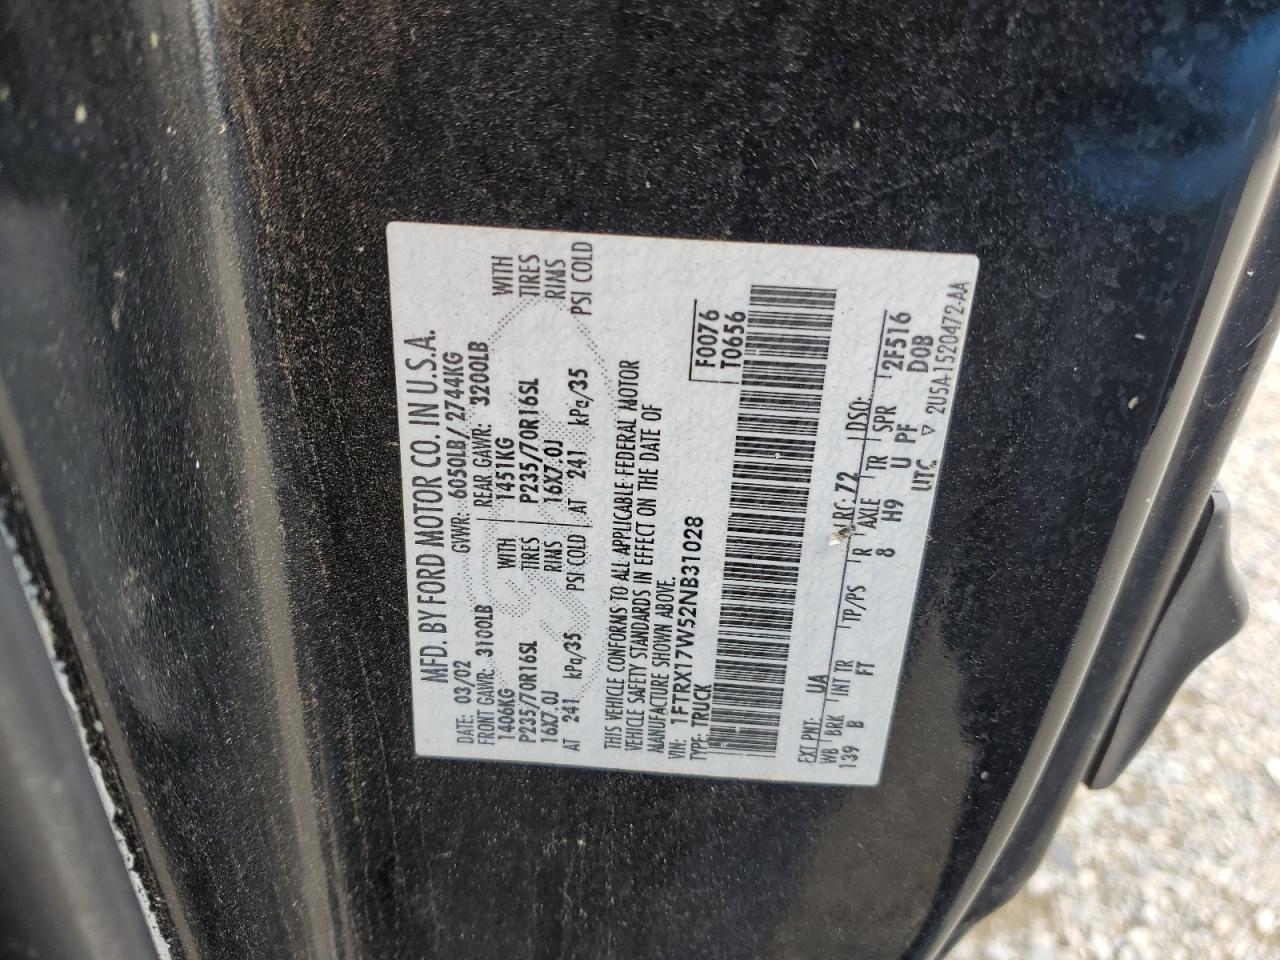 MFD. BY FORD MOTOR CO. IN U.S.A.
DATE: 03/02 GVWR: 6050LB/2744KG
FRONT GAWR: 3100LB REAR GAWR: 3200LB
1406KG WITH 1451KG WITH
P235/70R16SL TIRES P235/70R16SL TIRES
16X7.0J RIMS 16X7.0J RIMS
AT 241 kPa/35 PSI COLD AT 241 kPa/35 PSI COLD
THIS VEHICLE CONFORMS TO ALL APPLICABLE FEDERAL MOTOR
VEHICLE SAFETY STANDARDS IN EFFECT ON THE DATE OF
MANUFACTURE SHOWN ABOVE.
VIN: 1FTRX17W52NB31028 F0076
TYPE: TRUCK T0656
EXT PNT: UA RC: 72 DSO:
WB BRK INT TR TP/PS R AXLE TR SPR 2F516
139 B FT 8 H9 U PF D0B
UTC ▽ 2U5A-1520472-AA